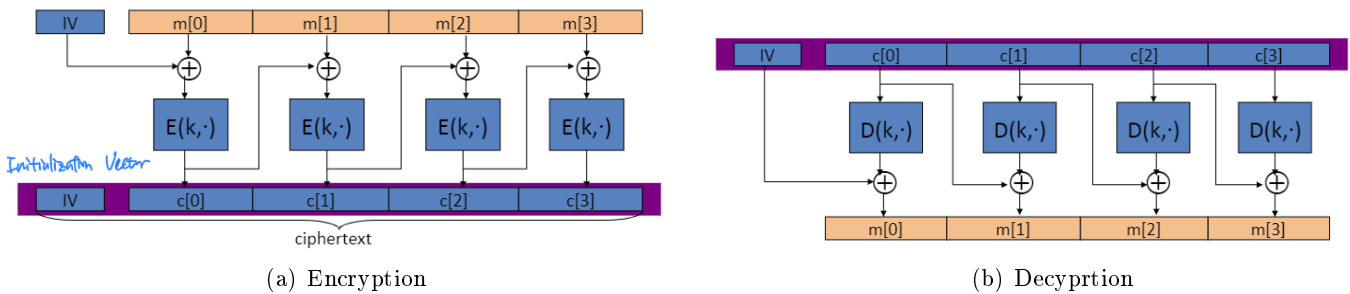 IV m[0] m[1] m[2] m[3]
E(k,·) E(k,·) E(k,·) E(k,·)
Initialization Vector
IV c[0] c[1] c[2] c[3]
ciphertext
(a) Encryption
IV c[0] c[1] c[2] c[3]
D(k,·) D(k,·) D(k,·) D(k,·)
m[0] m[1] m[2] m[3]
(b) Decyprtion